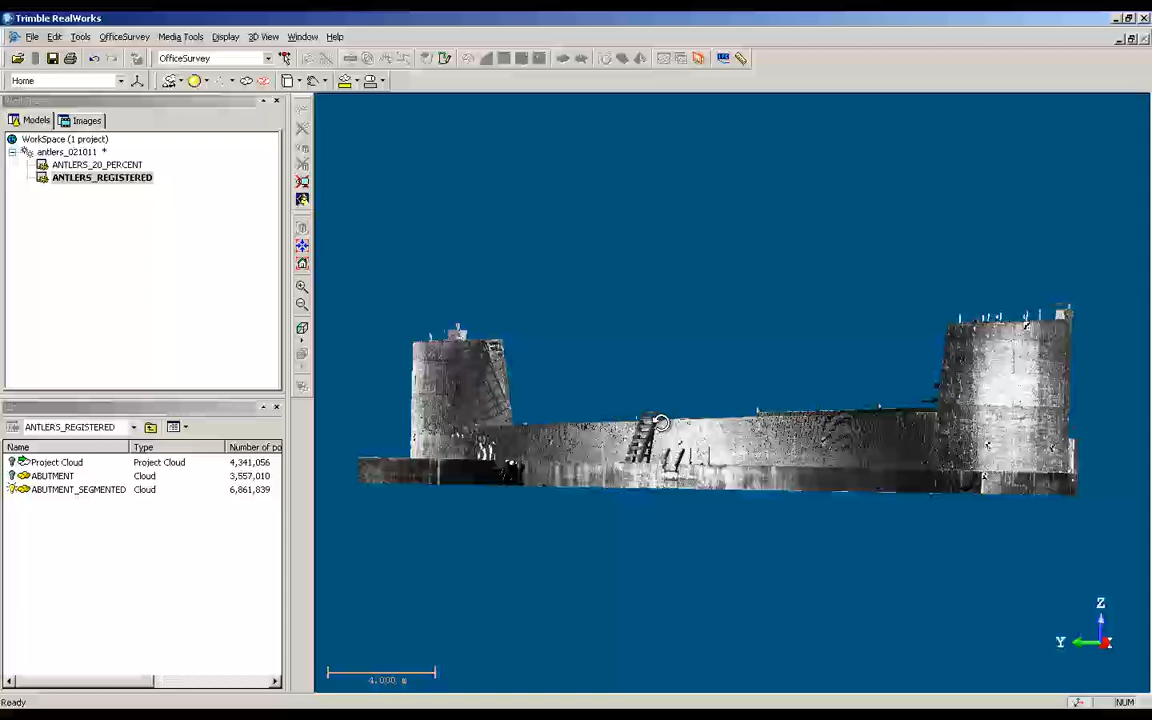 Trimble RealWorks
File Edit Tools OfficeSurvey Media Tools Display 3D View Window Help
OfficeSurvey
Home
Models Images
WorkSpace (1 project)
antlers_021011 *
ANTLERS_20_PERCENT
ANTLERS_REGISTERED
ANTLERS_REGISTERED
Name Type Number of po
Project Cloud Project Cloud 4,341,056
ABUTMENT Cloud 3,557,010
ABUTMENT_SEGMENTED Cloud 6,861,839
Z
Y
4.000 m
Ready
NUM